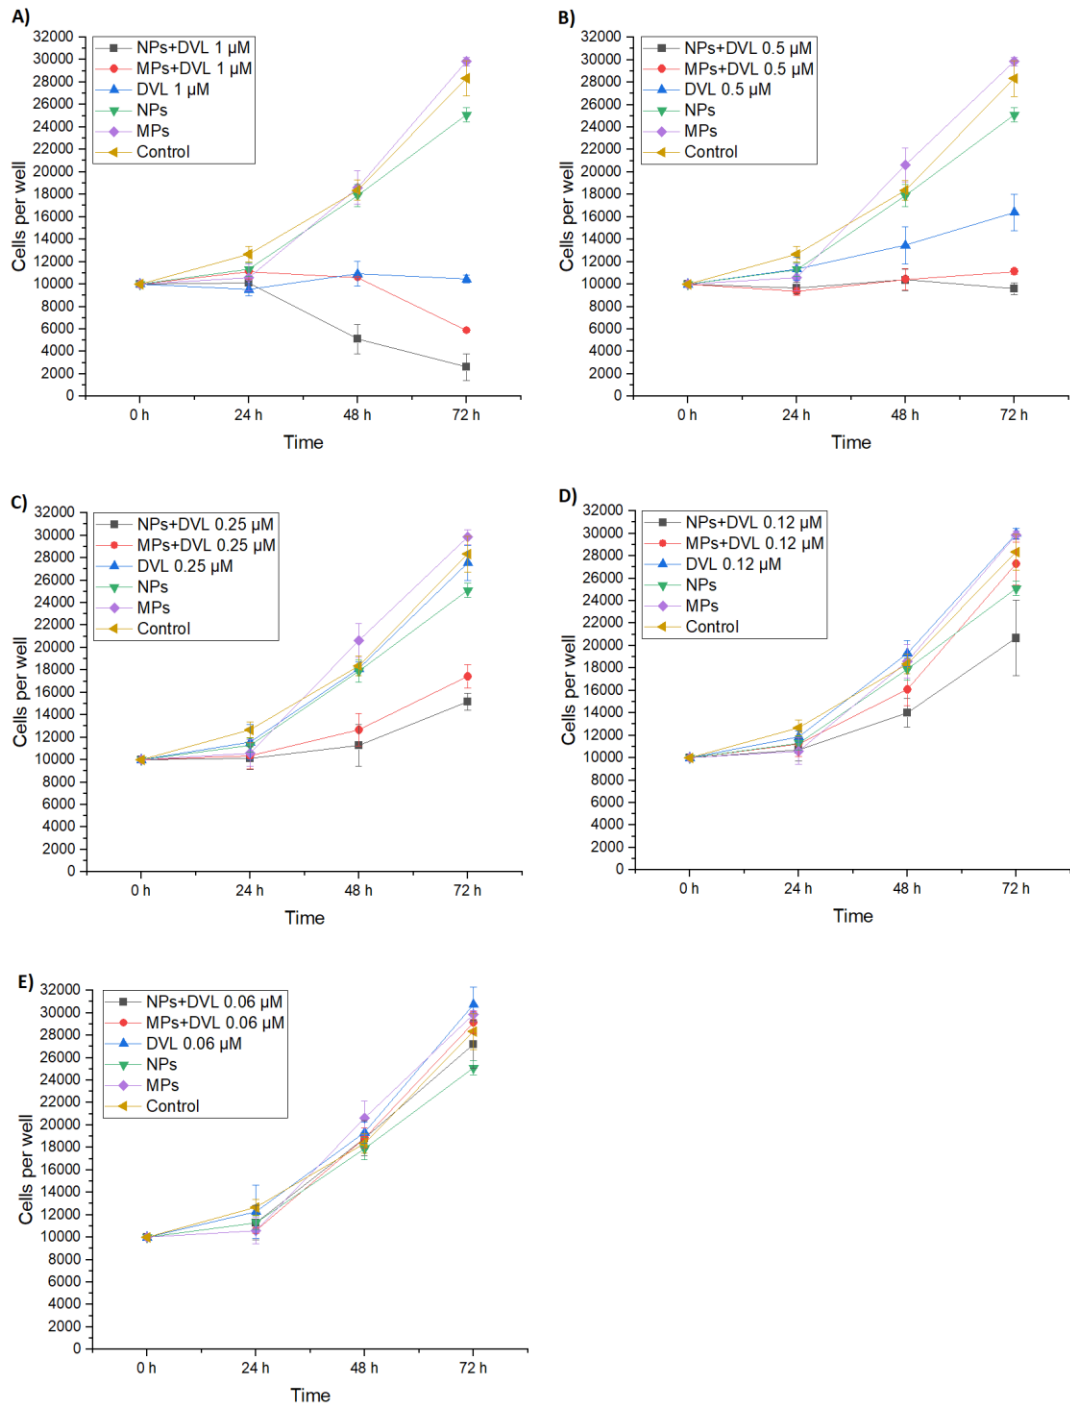 A)
32000
30000
28000
26000
24000
22000
20000
18000
16000
14000
12000
10000
8000
6000
4000
2000
0
Cells per well
NPs+DVL 1 µM
MPs+DVL 1 µM
DVL 1 µM
NPs
MPs
Control
0 h
24 h
48 h
72 h
Time
B)
32000
30000
28000
26000
24000
22000
20000
18000
16000
14000
12000
10000
8000
6000
4000
2000
0
Cells per well
NPs+DVL 0.5 µM
MPs+DVL 0.5 µM
DVL 0.5 µM
NPs
MPs
Control
0 h
24 h
48 h
72 h
Time
C)
32000
30000
28000
26000
24000
22000
20000
18000
16000
14000
12000
10000
8000
6000
4000
2000
0
Cells per well
NPs+DVL 0.25 µM
MPs+DVL 0.25 µM
DVL 0.25 µM
NPs
MPs
Control
0 h
24 h
48 h
72 h
Time
D)
32000
30000
28000
26000
24000
22000
20000
18000
16000
14000
12000
10000
8000
6000
4000
2000
0
Cells per well
NPs+DVL 0.12 µM
MPs+DVL 0.12 µM
DVL 0.12 µM
NPs
MPs
Control
0 h
24 h
48 h
72 h
Time
E)
32000
30000
28000
26000
24000
22000
20000
18000
16000
14000
12000
10000
8000
6000
4000
2000
0
Cells per well
NPs+DVL 0.06 µM
MPs+DVL 0.06 µM
DVL 0.06 µM
NPs
MPs
Control
0 h
24 h
48 h
72 h
Time